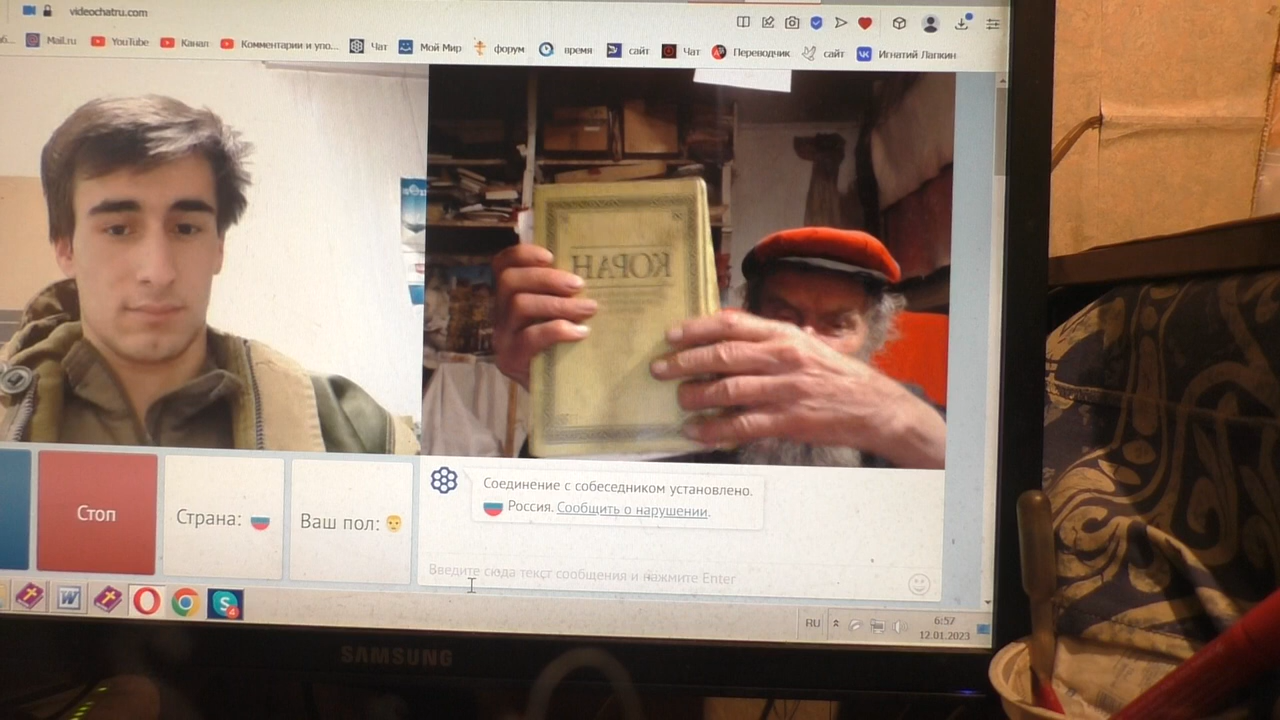 videochatru.com
Mail.ru
YouTube
Канал
Комментарии и упо...
Чат
Мой Мир
форум
время
сайт
Чат
Переводчик
сайт
Игнатий Лапкин
КОРАН
Стоп
Страна:
Ваш пол:
Соединение с собеседником установлено.
Россия. Сообщить о нарушении.
Введите сюда текст сообщения и нажмите Enter
RU
6:57
12.01.2023
SAMSUNG